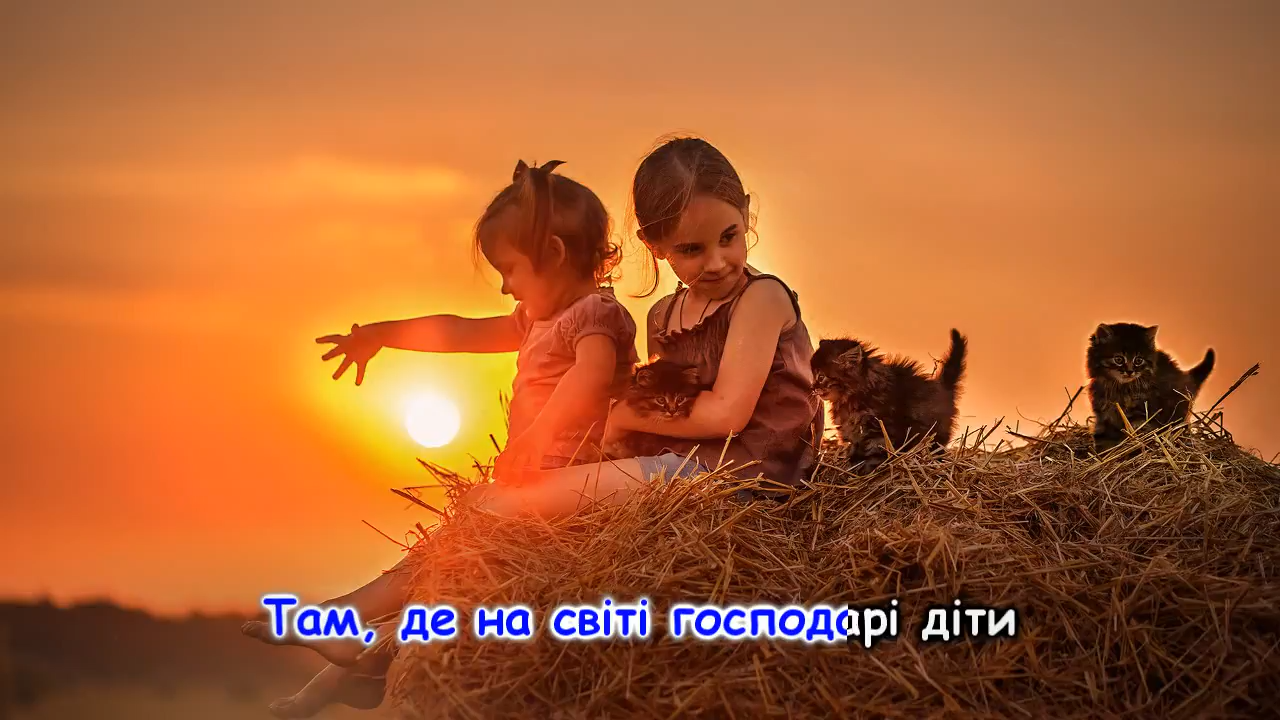 Там, де на світі господарі діти